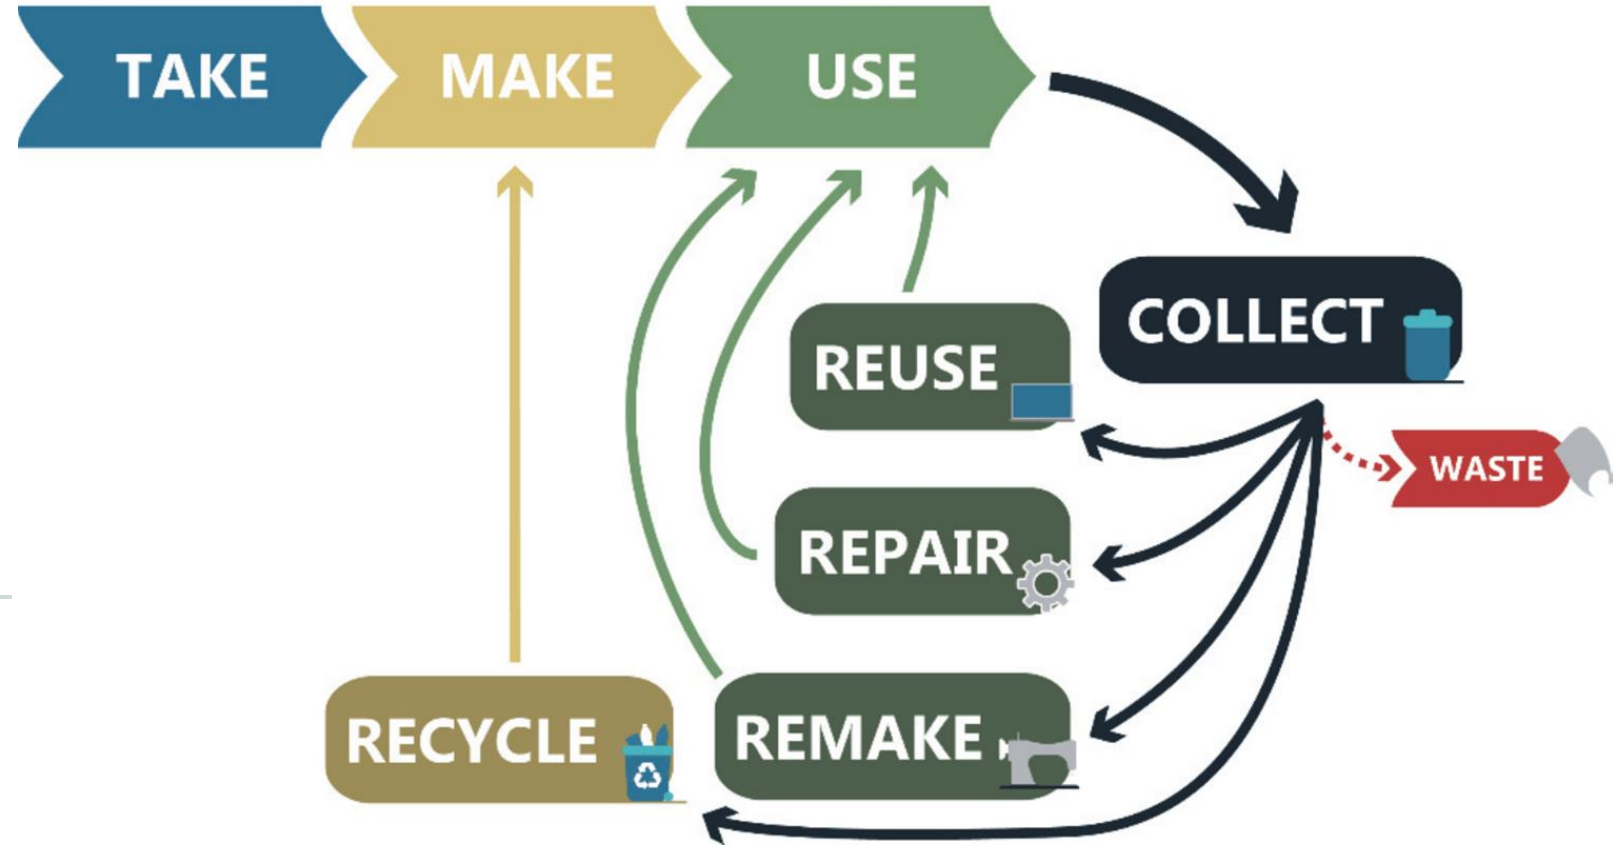 TAKE
MAKE
USE
COLLECT
REUSE
WASTE
REPAIR
RECYCLE
REMAKE